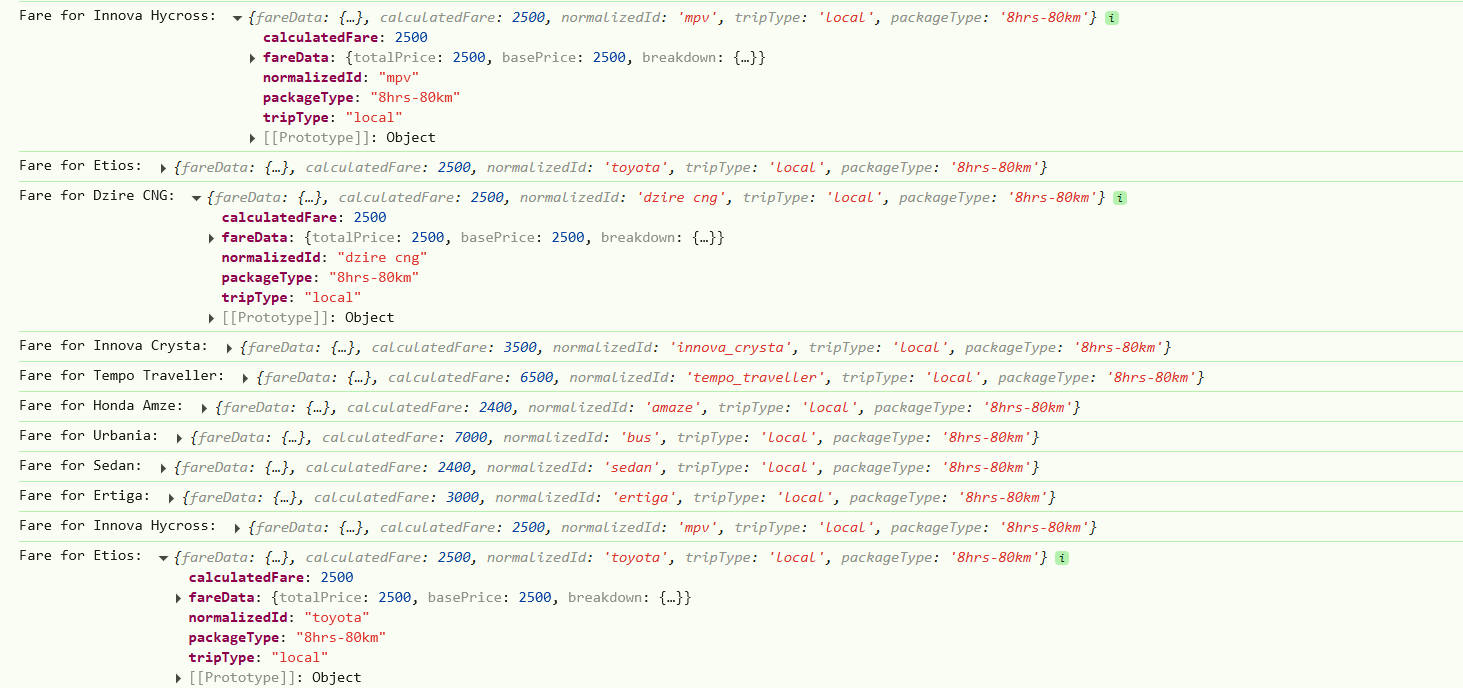 Fare for Innova Hycross: {fareData: {…}, calculatedFare: 2500, normalizedId: 'mpv', tripType: 'local', packageType: '8hrs-80km'} i
calculatedFare: 2500
fareData: {totalPrice: 2500, basePrice: 2500, breakdown: {…}}
normalizedId: "mpv"
packageType: "8hrs-80km"
tripType: "local"
[[Prototype]]: Object
Fare for Etios: {fareData: {…}, calculatedFare: 2500, normalizedId: 'toyota', tripType: 'local', packageType: '8hrs-80km'}
Fare for Dzire CNG: {fareData: {…}, calculatedFare: 2500, normalizedId: 'dzire cng', tripType: 'local', packageType: '8hrs-80km'} i
calculatedFare: 2500
fareData: {totalPrice: 2500, basePrice: 2500, breakdown: {…}}
normalizedId: "dzire cng"
packageType: "8hrs-80km"
tripType: "local"
[[Prototype]]: Object
Fare for Innova Crysta: {fareData: {…}, calculatedFare: 3500, normalizedId: 'innova_crysta', tripType: 'local', packageType: '8hrs-80km'}
Fare for Tempo Traveller: {fareData: {…}, calculatedFare: 6500, normalizedId: 'tempo_traveller', tripType: 'local', packageType: '8hrs-80km'}
Fare for Honda Amze: {fareData: {…}, calculatedFare: 2400, normalizedId: 'amaze', tripType: 'local', packageType: '8hrs-80km'}
Fare for Urbania: {fareData: {…}, calculatedFare: 7000, normalizedId: 'bus', tripType: 'local', packageType: '8hrs-80km'}
Fare for Sedan: {fareData: {…}, calculatedFare: 2400, normalizedId: 'sedan', tripType: 'local', packageType: '8hrs-80km'}
Fare for Ertiga: {fareData: {…}, calculatedFare: 3000, normalizedId: 'ertiga', tripType: 'local', packageType: '8hrs-80km'}
Fare for Innova Hycross: {fareData: {…}, calculatedFare: 2500, normalizedId: 'mpv', tripType: 'local', packageType: '8hrs-80km'}
Fare for Etios: {fareData: {…}, calculatedFare: 2500, normalizedId: 'toyota', tripType: 'local', packageType: '8hrs-80km'} i
calculatedFare: 2500
fareData: {totalPrice: 2500, basePrice: 2500, breakdown: {…}}
normalizedId: "toyota"
packageType: "8hrs-80km"
tripType: "local"
[[Prototype]]: Object